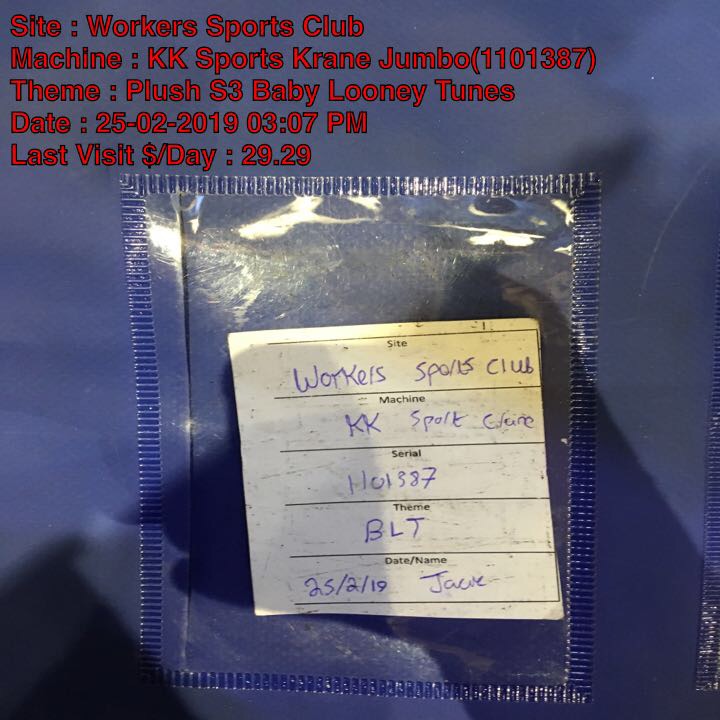 Site : Workers Sports Club
Machine : KK Sports Krane Jumbo(1101387)
Theme : Plush S3 Baby Looney Tunes
Date : 25-02-2019 03:07 PM
Last Visit $/Day : 29.29
Site
Workers Sports Club
Machine
KK Sport Crane
Serial
1101387
Theme
BLT
Date/Name
25/2/19